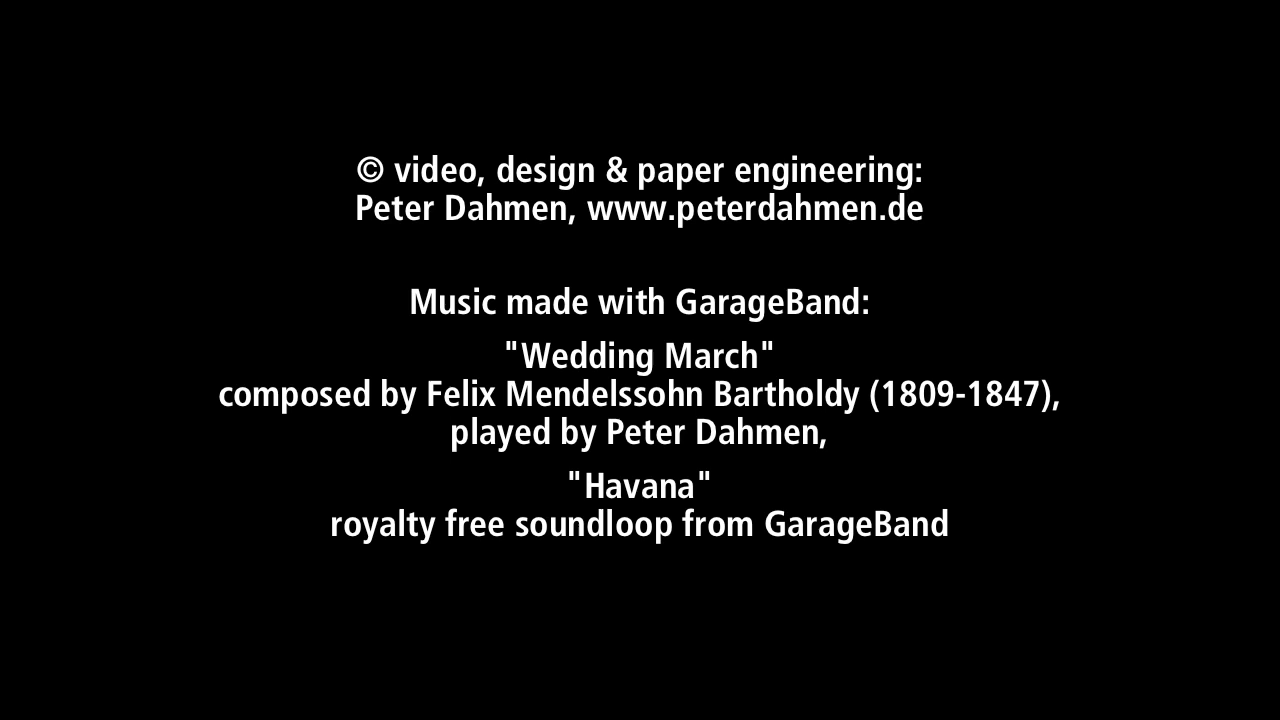 © video, design & paper engineering:
Peter Dahmen, www.peterdahmen.de
Music made with GarageBand:
"Wedding March"
composed by Felix Mendelssohn Bartholdy (1809-1847),
played by Peter Dahmen,
"Havana"
royalty free soundloop from GarageBand